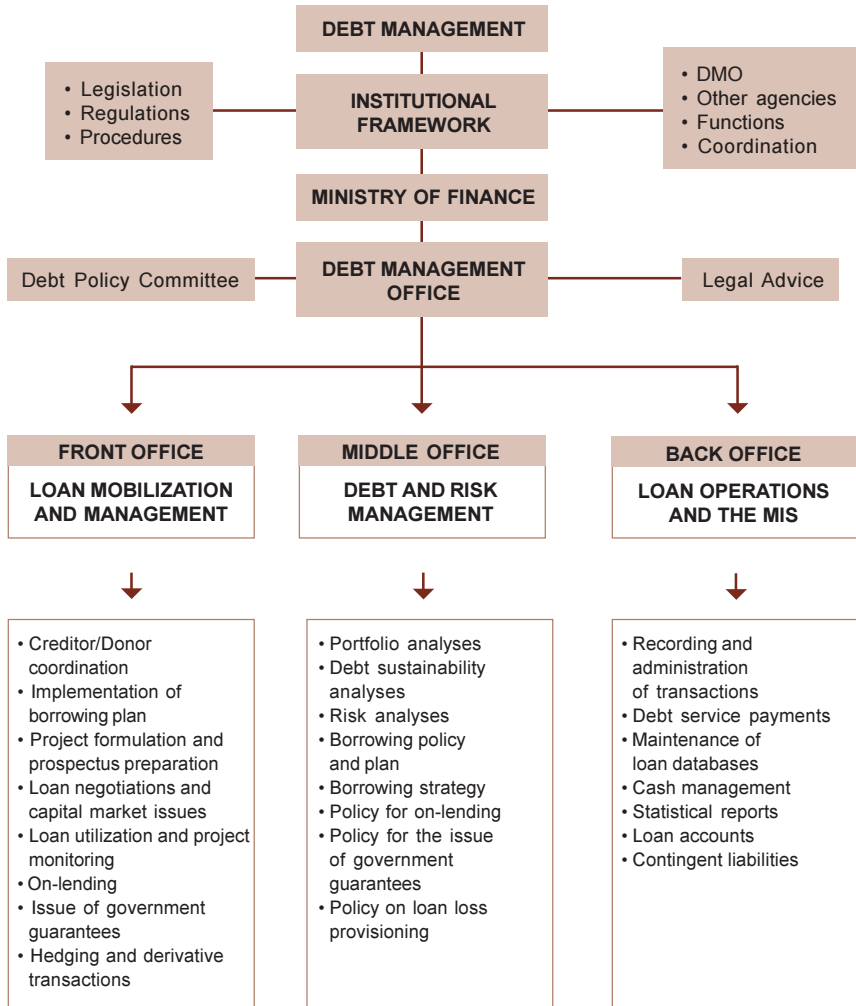 DEBT MANAGEMENT
• Legislation
• Regulations
• Procedures
INSTITUTIONAL
FRAMEWORK
• DMO
• Other agencies
• Functions
• Coordination
MINISTRY OF FINANCE
Debt Policy Committee
DEBT MANAGEMENT
OFFICE
Legal Advice
FRONT OFFICE
LOAN MOBILIZATION
AND MANAGEMENT
MIDDLE OFFICE
DEBT AND RISK
MANAGEMENT
BACK OFFICE
LOAN OPERATIONS
AND THE MIS
• Creditor/Donor
coordination
• Implementation of
borrowing plan
• Project formulation and
prospectus preparation
• Loan negotiations and
capital market issues
• Loan utilization and project
monitoring
• On-lending
• Issue of government
guarantees
• Hedging and derivative
transactions
• Portfolio analyses
• Debt sustainability
analyses
• Risk analyses
• Borrowing policy
and plan
• Borrowing strategy
• Policy for on-lending
• Policy for the issue
of government
guarantees
• Policy on loan loss
provisioning
• Recording and
administration
of transactions
• Debt service payments
• Maintenance of
loan databases
• Cash management
• Statistical reports
• Loan accounts
• Contingent liabilities